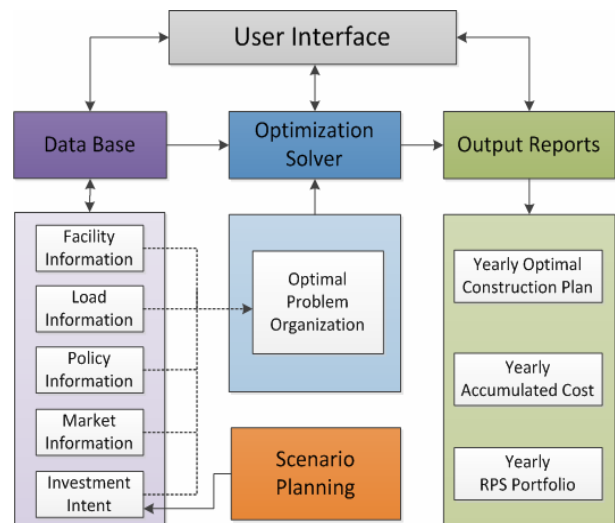 User Interface
Data Base
Optimization
Solver
Output Reports
Facility
Information
Load
Information
Policy
Information
Market
Information
Investment
Intent
Optimal
Problem
Organization
Scenario
Planning
Yearly Optimal
Construction Plan
Yearly
Accumulated Cost
Yearly
RPS Portfolio